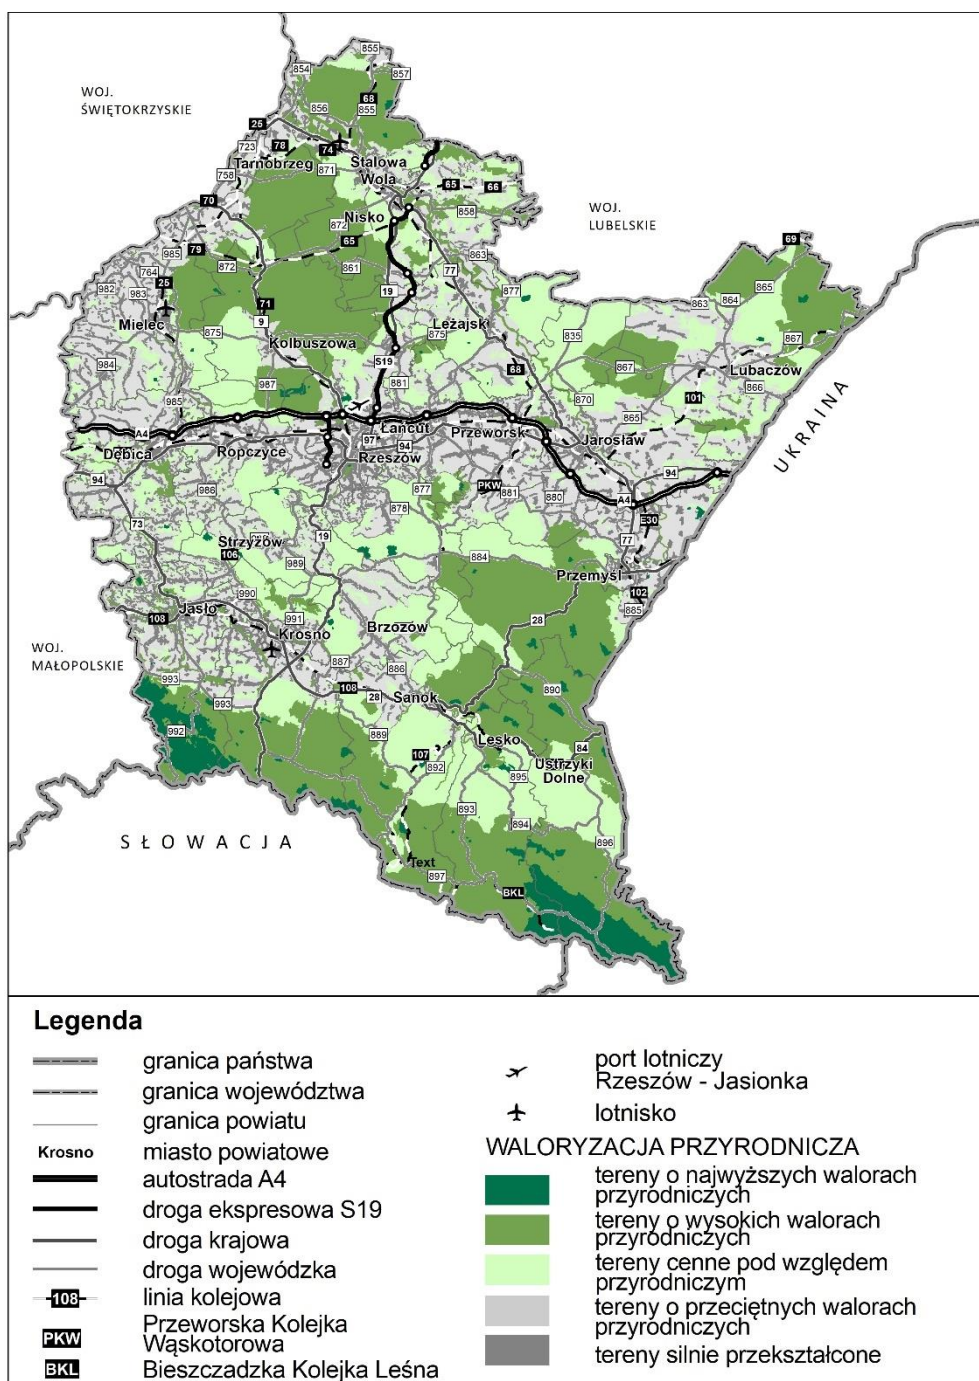 855
854
857
WOJ.
ŚWIĘTOKRZYSKIE
68
856
855
25
723
78
74
Tarnobrzeg
Stalowa
Wola
758
871
65
66
70
Nisko
858
WOJ.
LUBELSKIE
872
65
69
985
79
872
861
863
77
764
25
982
983
19
877
865
863
864
71
9
Mielec
875
Kolbuszowa
Leżajsk
875
835
867
S19
984
867
Lubaczów
68
881
987
866
101
985
870
865
A4
Łańcut
97
94
Przeworsk
Jarosław
Dębica
Ropczyce
Rzeszów
94
94
986
877
PKW
881
880
878
A4
E30
UKRAINA
73
19
77
Strzyżów
106
989
884
Przemyśl
102
990
885
108
Jasło
991
28
Krosno
Brzozów
WOJ.
MAŁOPOLSKIE
887
886
993
993
108
28
Sanok
890
992
889
Lesko
84
107
892
895
Ustrzyki
Dolne
893
894
896
SŁOWACJA
Text
897
BKL
Legenda
granica państwa
granica województwa
granica powiatu
Krosno miasto powiatowe
autostrada A4
droga ekspresowa S19
droga krajowa
droga wojewódzka
108 linia kolejowa
PKW Przeworska Kolejka
Wąskotorowa
BKL Bieszczadzka Kolejka Leśna
port lotniczy
Rzeszów - Jasionka
lotnisko
WALORYZACJA PRZYRODNICZA
tereny o najwyższych walorach
przyrodniczych
tereny o wysokich walorach
przyrodniczych
tereny cenne pod względem
przyrodniczym
tereny o przeciętnych walorach
przyrodniczych
tereny silnie przekształcone